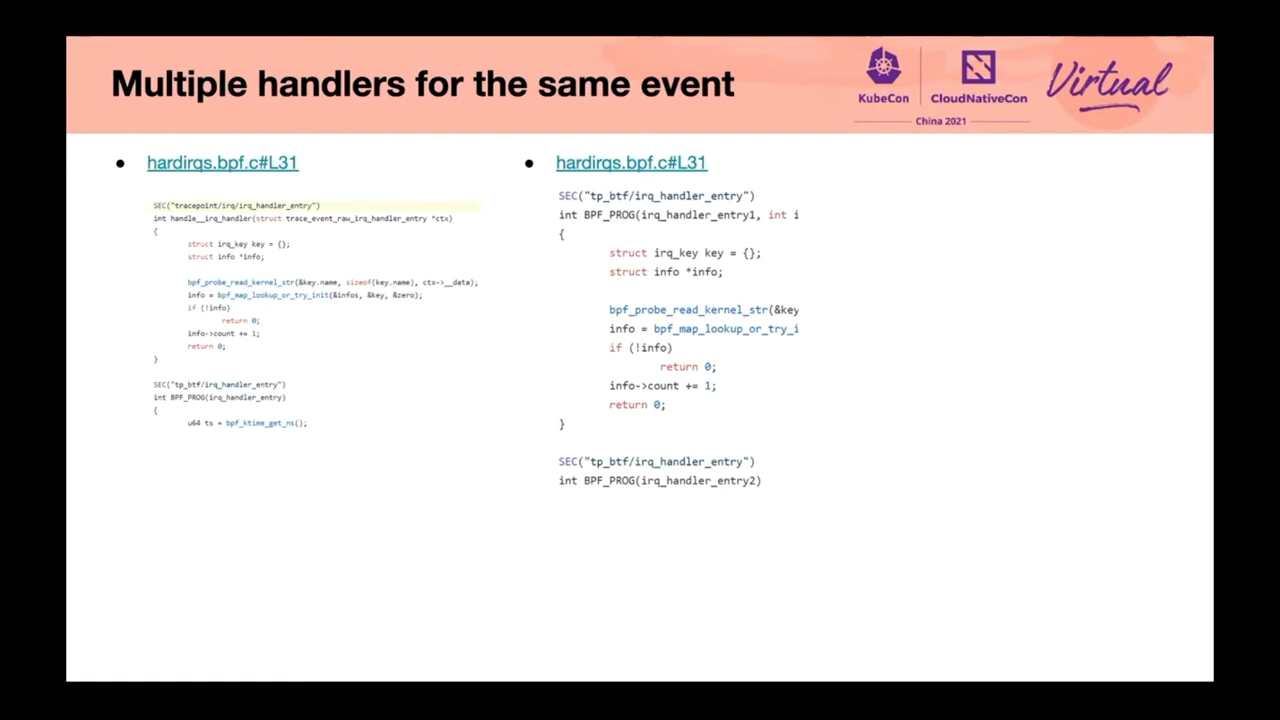 Multiple handlers for the same event
KubeCon
CloudNativeCon
China 2021
Virtual
hardirqs.bpf.c#L31
SEC("tracepoint/irq/irq_handler_entry")
int handle__irq_handler(struct trace_event_raw_irq_handler_entry *ctx)
{
struct irq_key key = {};
struct info *info;
bpf_probe_read_kernel_str(&key.name, sizeof(key.name), ctx->__data);
info = bpf_map_lookup_or_try_init(&infos, &key, &zero);
if (!info)
return 0;
info->count += 1;
return 0;
}
SEC("tp_btf/irq_handler_entry")
int BPF_PROG(irq_handler_entry)
{
u64 ts = bpf_ktime_get_ns();
hardirqs.bpf.c#L31
SEC("tp_btf/irq_handler_entry")
int BPF_PROG(irq_handler_entry1, int i
{
struct irq_key key = {};
struct info *info;
bpf_probe_read_kernel_str(&key
info = bpf_map_lookup_or_try_i
if (!info)
return 0;
info->count += 1;
return 0;
}
SEC("tp_btf/irq_handler_entry")
int BPF_PROG(irq_handler_entry2)